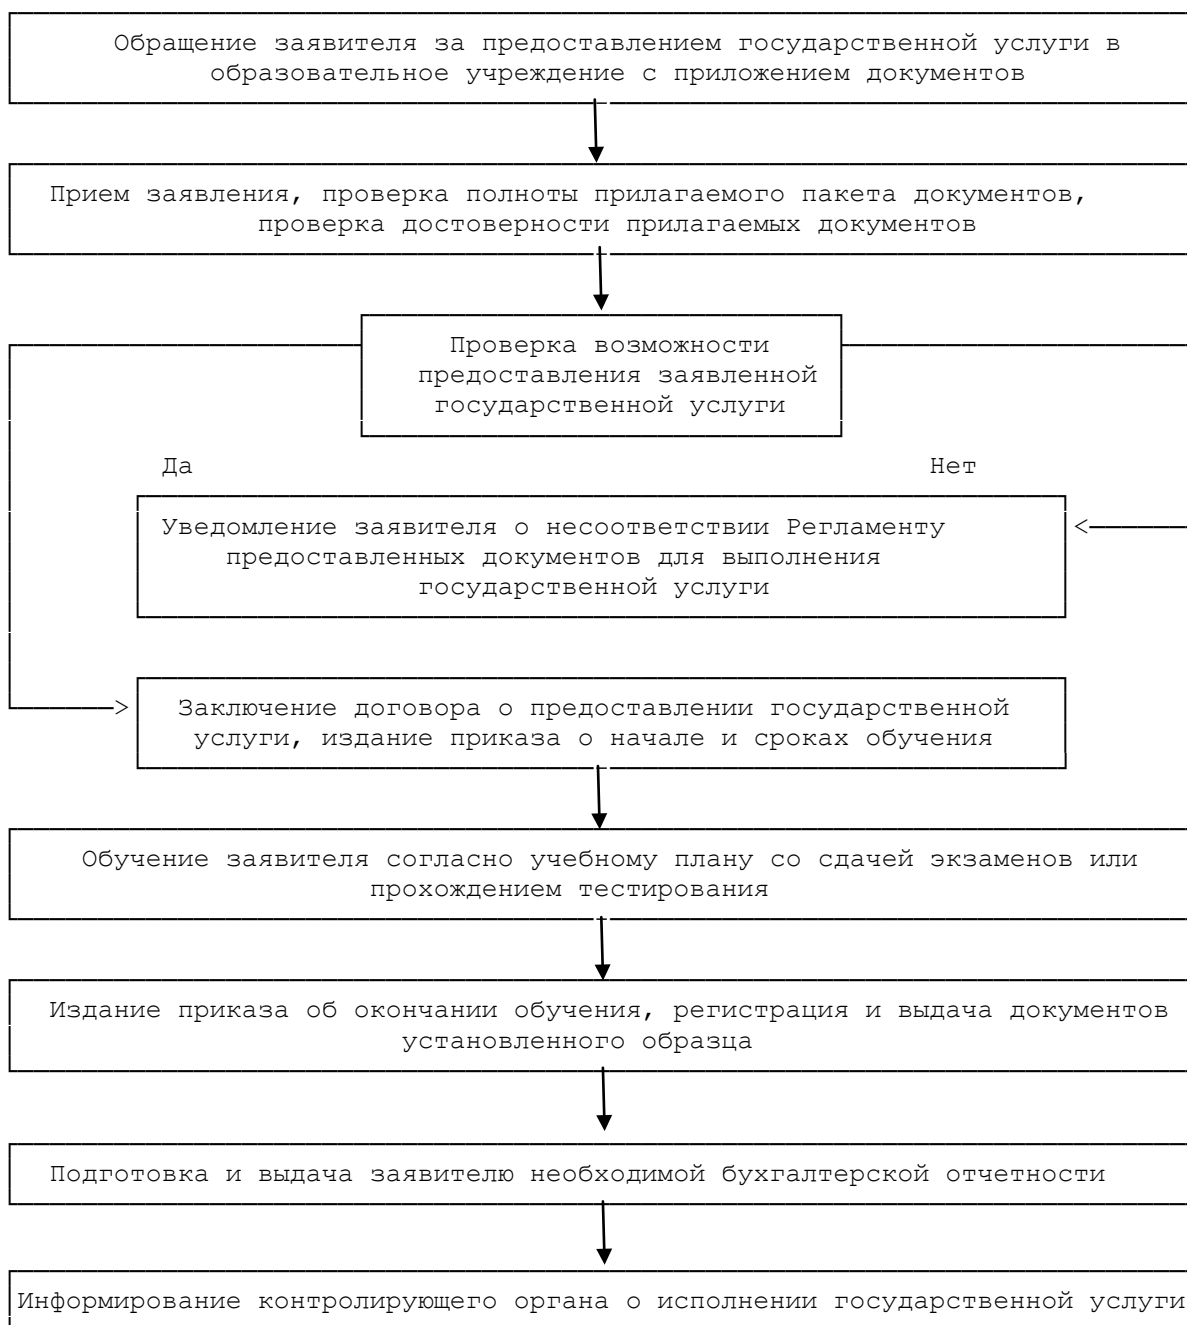 Обращение заявителя за предоставлением государственной услуги в
образовательное учреждение с приложением документов
Прием заявления, проверка полноты прилагаемого пакета документов,
проверка достоверности прилагаемых документов
Проверка возможности
предоставления заявленной
государственной услуги
Да Нет
Уведомление заявителя о несоответствии Регламенту
предоставленных документов для выполнения
государственной услуги
Заключение договора о предоставлении государственной
услуги, издание приказа о начале и сроках обучения
Обучение заявителя согласно учебному плану со сдачей экзаменов или
прохождением тестирования
Издание приказа об окончании обучения, регистрация и выдача документов
установленного образца
Подготовка и выдача заявителю необходимой бухгалтерской отчетности
Информирование контролирующего органа о исполнении государственной услуги